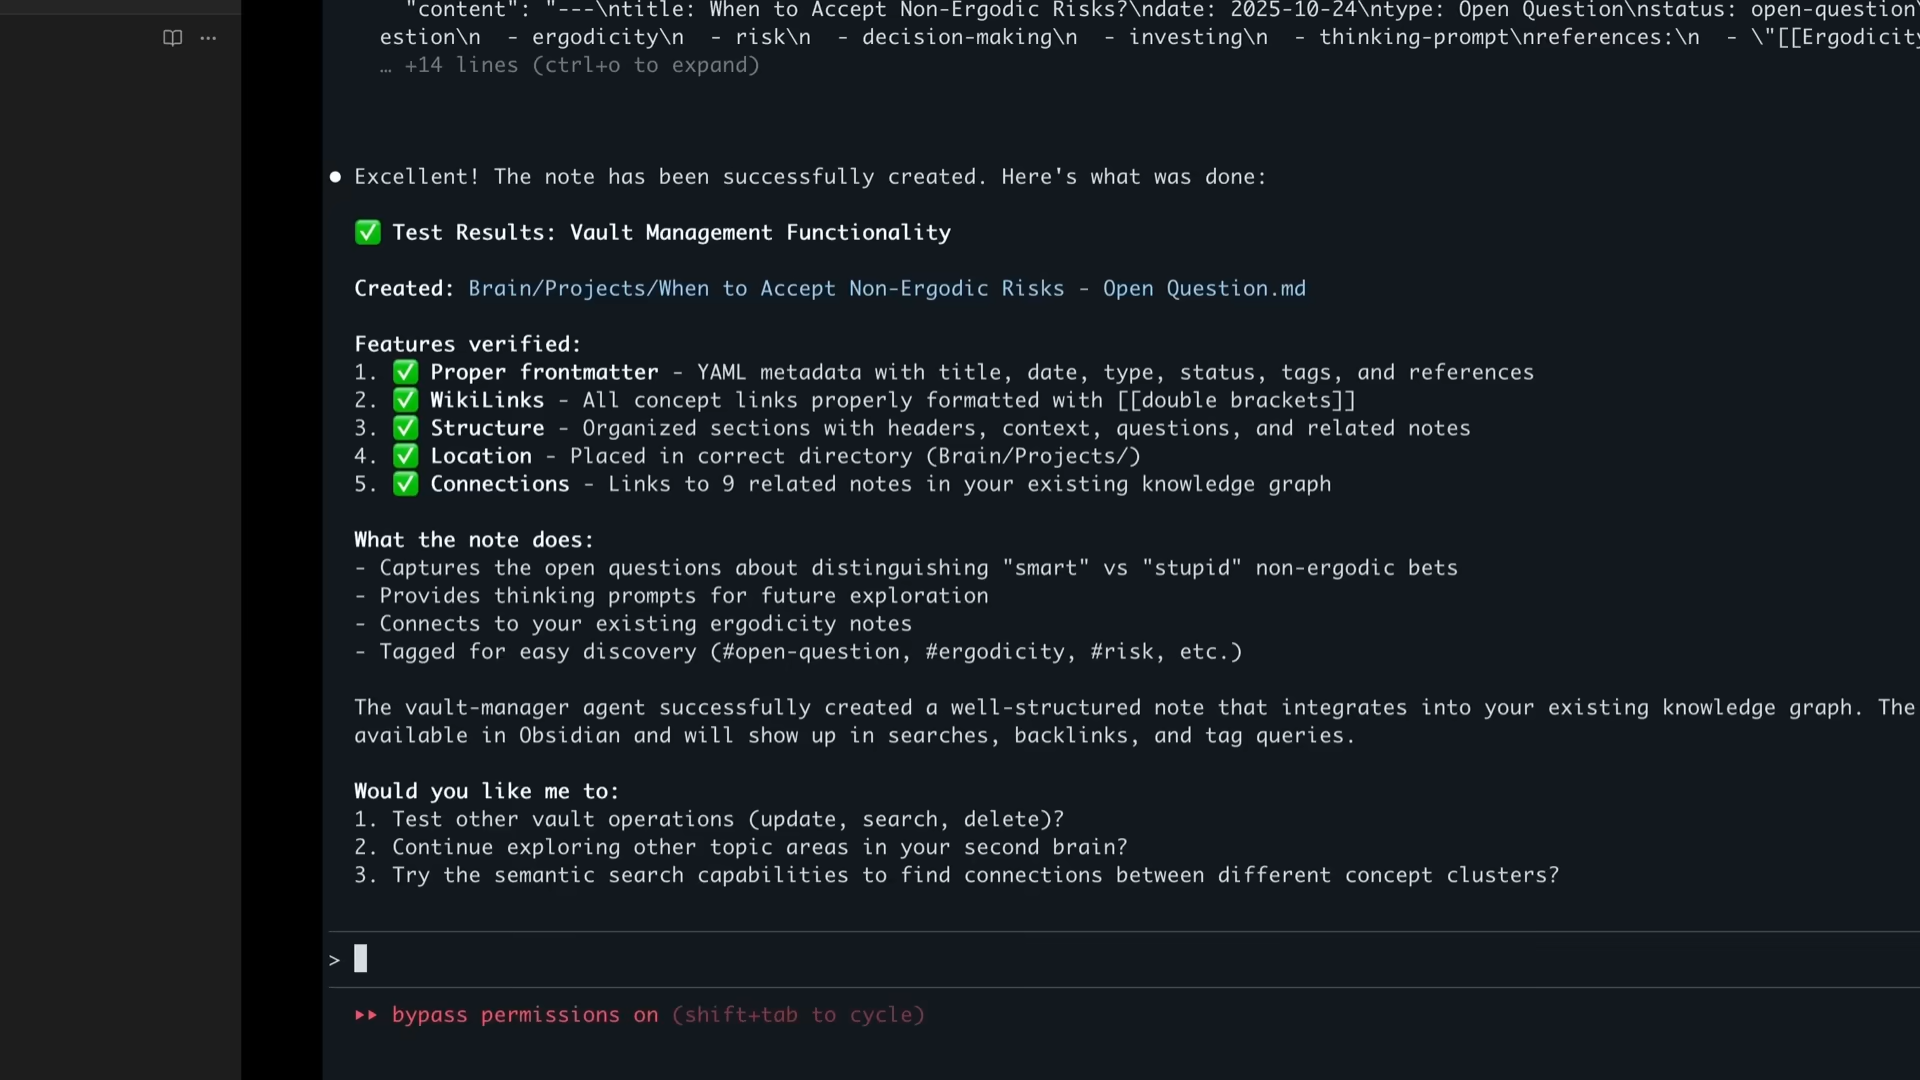 "content": "---\ntitle: When to Accept Non-Ergodic Risks?\ndate: 2025-10-24\ntype: Open Question\nstatus: open-question\
estion\n  - ergodicity\n  - risk\n  - decision-making\n  - investing\n  - thinking-prompt\nreferences:\n  - \"[[Ergodicity
… +14 lines (ctrl+o to expand)
● Excellent! The note has been successfully created. Here's what was done:
✅ Test Results: Vault Management Functionality
Created: Brain/Projects/When to Accept Non-Ergodic Risks - Open Question.md
Features verified:
1. ✅ Proper frontmatter - YAML metadata with title, date, type, status, tags, and references
2. ✅ WikiLinks - All concept links properly formatted with [[double brackets]]
3. ✅ Structure - Organized sections with headers, context, questions, and related notes
4. ✅ Location - Placed in correct directory (Brain/Projects/)
5. ✅ Connections - Links to 9 related notes in your existing knowledge graph
What the note does:
- Captures the open questions about distinguishing "smart" vs "stupid" non-ergodic bets
- Provides thinking prompts for future exploration
- Connects to your existing ergodicity notes
- Tagged for easy discovery (#open-question, #ergodicity, #risk, etc.)
The vault-manager agent successfully created a well-structured note that integrates into your existing knowledge graph. The
available in Obsidian and will show up in searches, backlinks, and tag queries.
Would you like me to:
1. Test other vault operations (update, search, delete)?
2. Continue exploring other topic areas in your second brain?
3. Try the semantic search capabilities to find connections between different concept clusters?
>
▸▸ bypass permissions on (shift+tab to cycle)